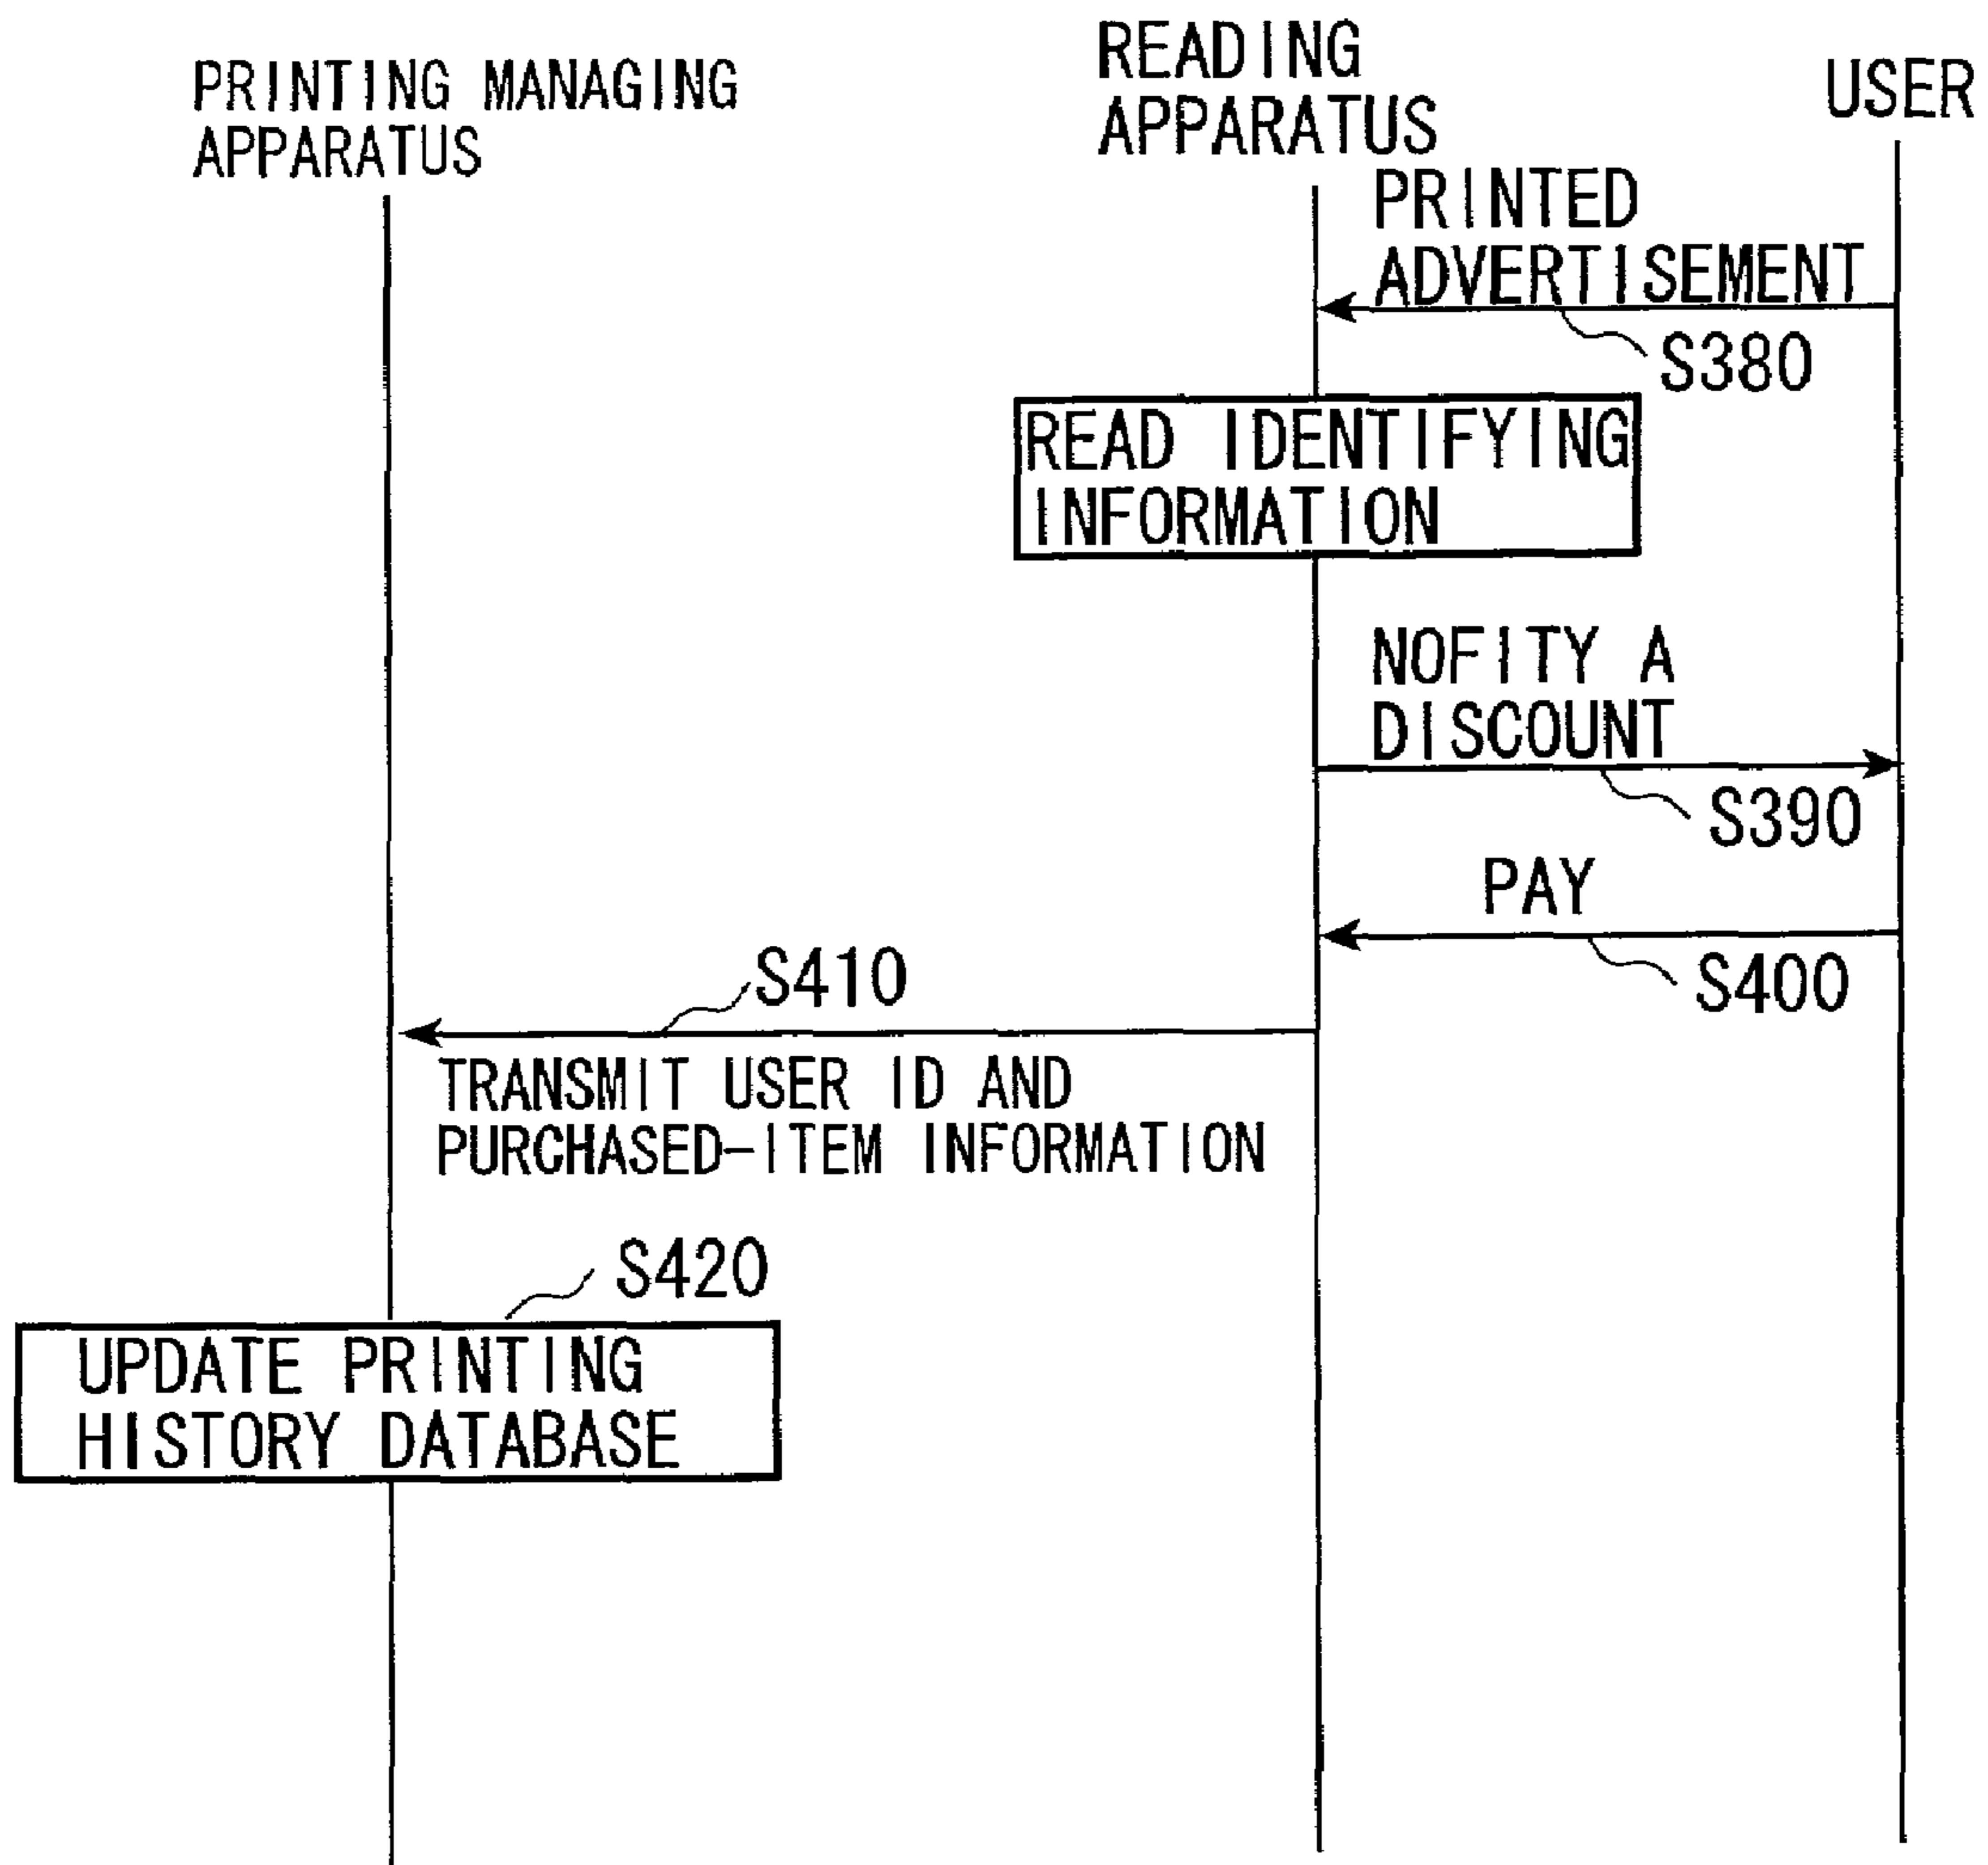 PRINTING MANAGING
APPARATUS
READING
APPARATUS
USER
PRINTED
ADVERTISEMENT
S380
READ IDENTIFYING
INFORMATION
NOFITY A
DISCOUNT
S390
PAY
S400
S410
TRANSMIT USER ID AND
PURCHASED-ITEM INFORMATION
S420
UPDATE PRINTING
HISTORY DATABASE